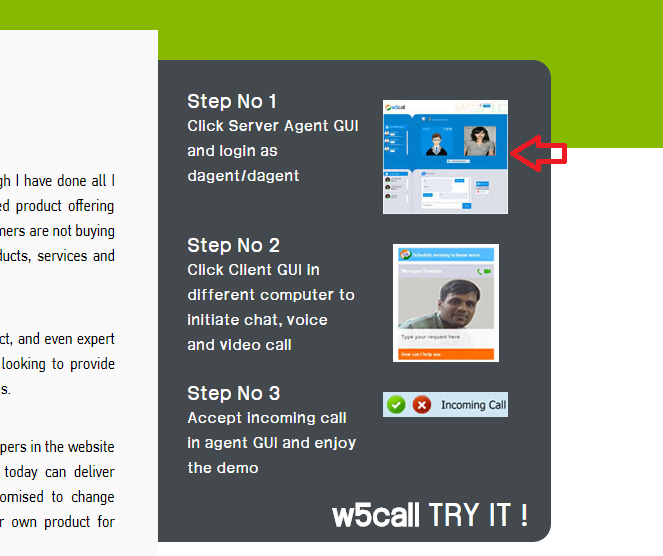 gh I have done all I
ed product offering
mers are not buying
ducts, services and
ct, and even expert
looking to provide
s.
pers in the website
today can deliver
omised to change
r own product for
Step No 1
Click Server Agent GUI
and login as
dagent/dagent
w5call
Step No 2
Click Client GUI in
different computer to
initiate chat, voice
and video call
Schedule meeting to know more
Type your request here
How can I help you
Step No 3
Accept incoming call
in agent GUI and enjoy
the demo
Incoming Call
w5call TRY IT !